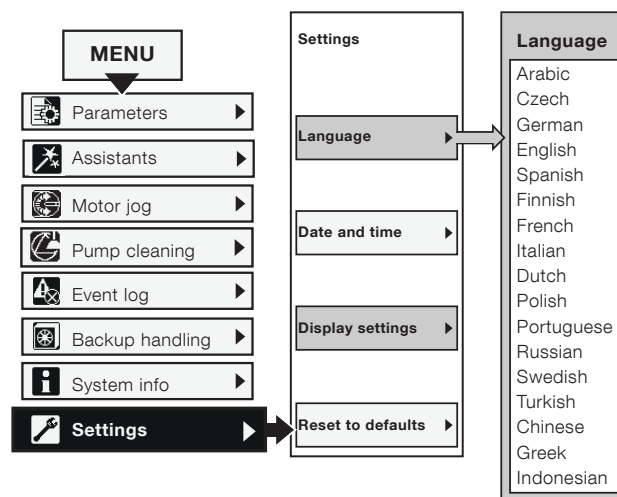 MENU
Parameters
Assistants
Motor jog
Pump cleaning
Event log
Backup handling
System info
Settings
Settings
Language
Date and time
Display settings
Reset to defaults
Language
Arabic
Czech
German
English
Spanish
Finnish
French
Italian
Dutch
Polish
Portuguese
Russian
Swedish
Turkish
Chinese
Greek
Indonesian